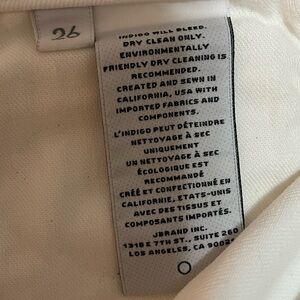 26
INDIGO WILL BLEED.
DRY CLEAN ONLY.
ENVIRONMENTALLY
FRIENDLY DRY CLEANING IS
RECOMMENDED.
CREATED AND SEWN IN
CALIFORNIA, USA WITH
IMPORTED FABRICS AND
COMPONENTS.
L'INDIGO PEUT DÉTEINDRE
NETTOYAGE À SEC
UNIQUEMENT
UN NETTOYAGE À SEC
ÉCOLOGIQUE EST
RECOMMANDÉ
CRÉÉ ET CONFECTIONNÉ EN
CALIFORNIE, ETATS-UNIS
AVEC DES TISSUS ET
COMPOSANTS IMPORTÉS.
JBRAND INC.
1318 E 7TH ST., SUITE 260
LOS ANGELES, CA 9002